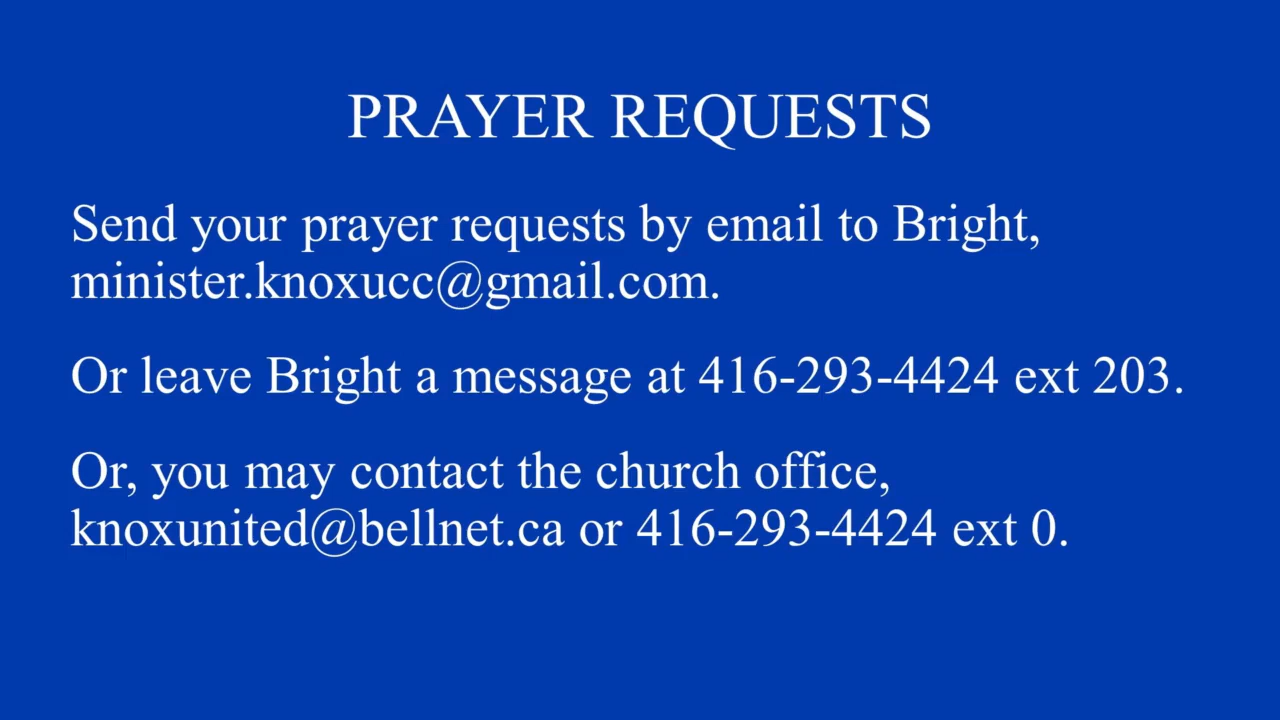 PRAYER REQUESTS
Send your prayer requests by email to Bright,
minister.knoxucc@gmail.com.
Or leave Bright a message at 416-293-4424 ext 203.
Or, you may contact the church office,
knoxunited@bellnet.ca or 416-293-4424 ext 0.